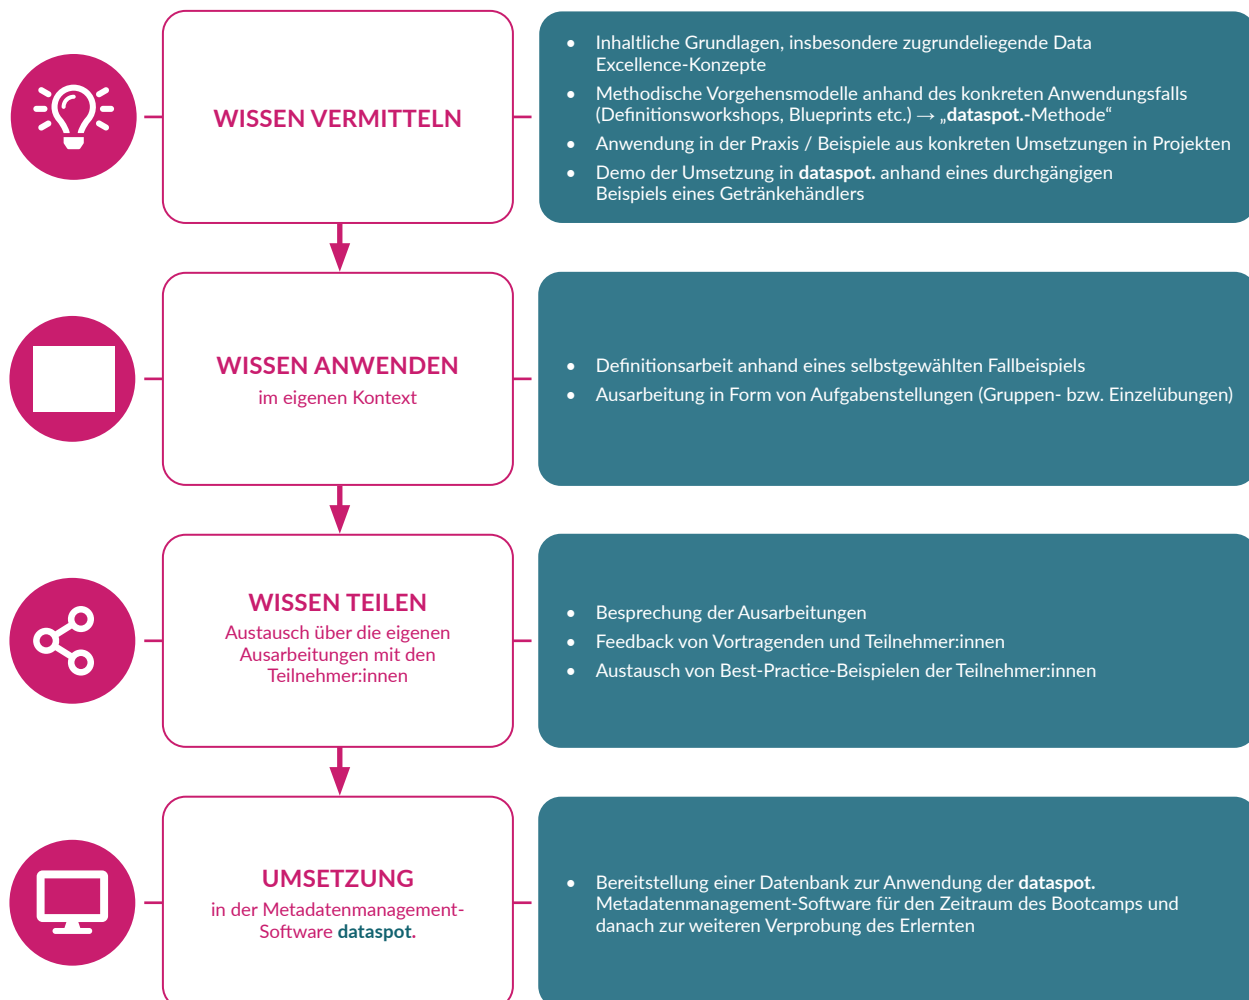 WISSEN VERMITTELN
• Inhaltliche Grundlagen, insbesondere zugrundeliegende Data
Excellence-Konzepte
• Methodische Vorgehensmodelle anhand des konkreten Anwendungsfalls
(Definitionsworkshops, Blueprints etc.) → „dataspot.-Methode“
• Anwendung in der Praxis / Beispiele aus konkreten Umsetzungen in Projekten
• Demo der Umsetzung in dataspot. anhand eines durchgängigen
Beispiels eines Getränkehändlers
WISSEN ANWENDEN
im eigenen Kontext
• Definitionsarbeit anhand eines selbstgewählten Fallbeispiels
• Ausarbeitung in Form von Aufgabenstellungen (Gruppen- bzw. Einzelübungen)
WISSEN TEILEN
Austausch über die eigenen
Ausarbeitungen mit den
Teilnehmer:innen
• Besprechung der Ausarbeitungen
• Feedback von Vortragenden und Teilnehmer:innen
• Austausch von Best-Practice-Beispielen der Teilnehmer:innen
UMSETZUNG
in der Metadatenmanagement-
Software dataspot.
• Bereitstellung einer Datenbank zur Anwendung der dataspot.
Metadatenmanagement-Software für den Zeitraum des Bootcamps und
danach zur weiteren Verprobung des Erlernten